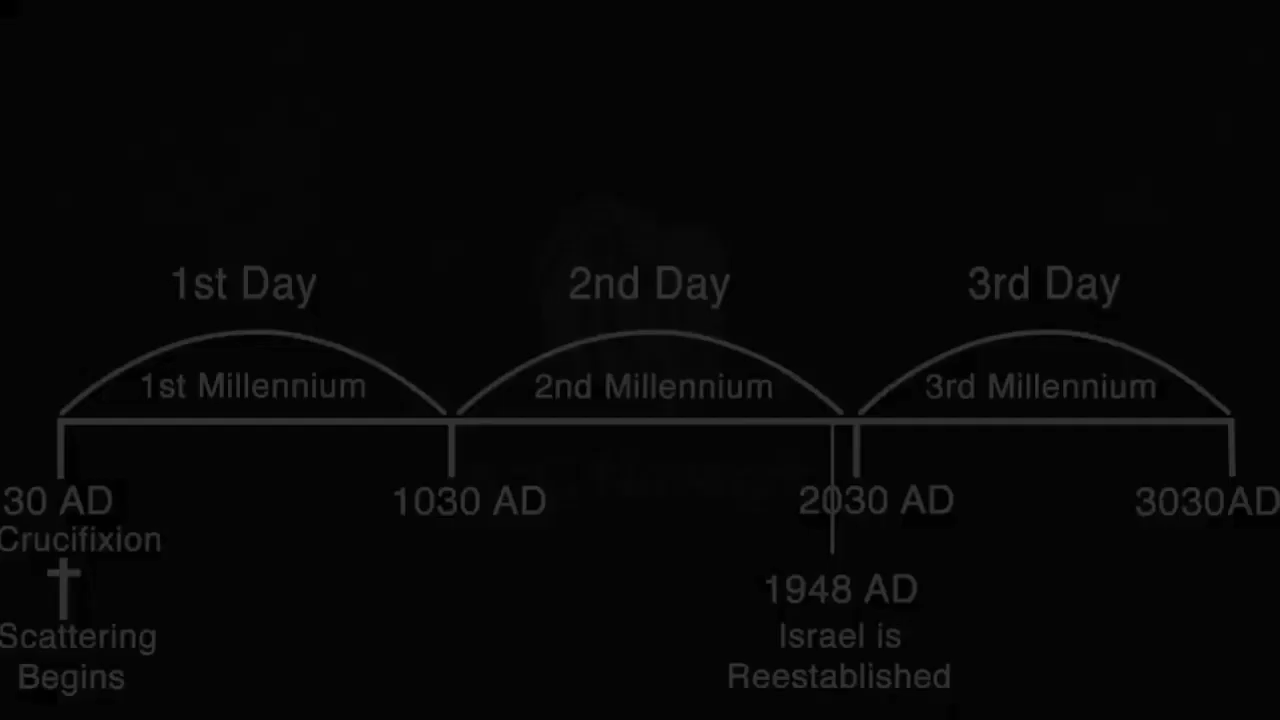 1st Day
2nd Day
3rd Day
1st Millennium
2nd Millennium
3rd Millennium
30 AD
1030 AD
2030 AD
3030AD
Crucifixion
1948 AD
Scattering
Begins
Israel is
Reestablished